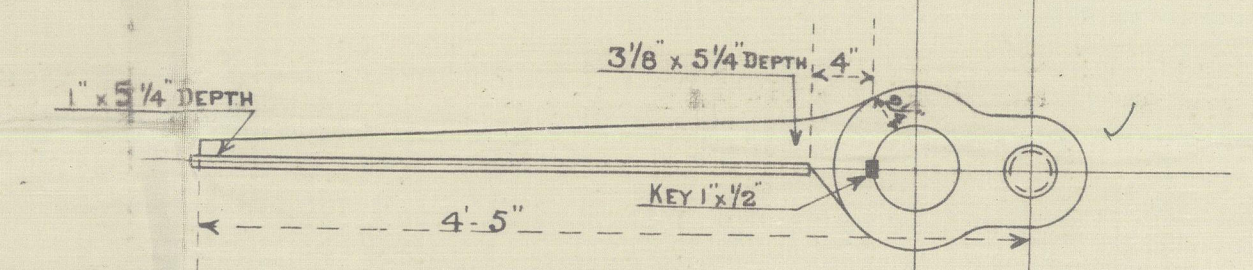 3 1/8" x 5 1/4" DEPTH
4"
1" x 5 1/4" DEPTH
KEY 1" x 1/2"
4'-5"